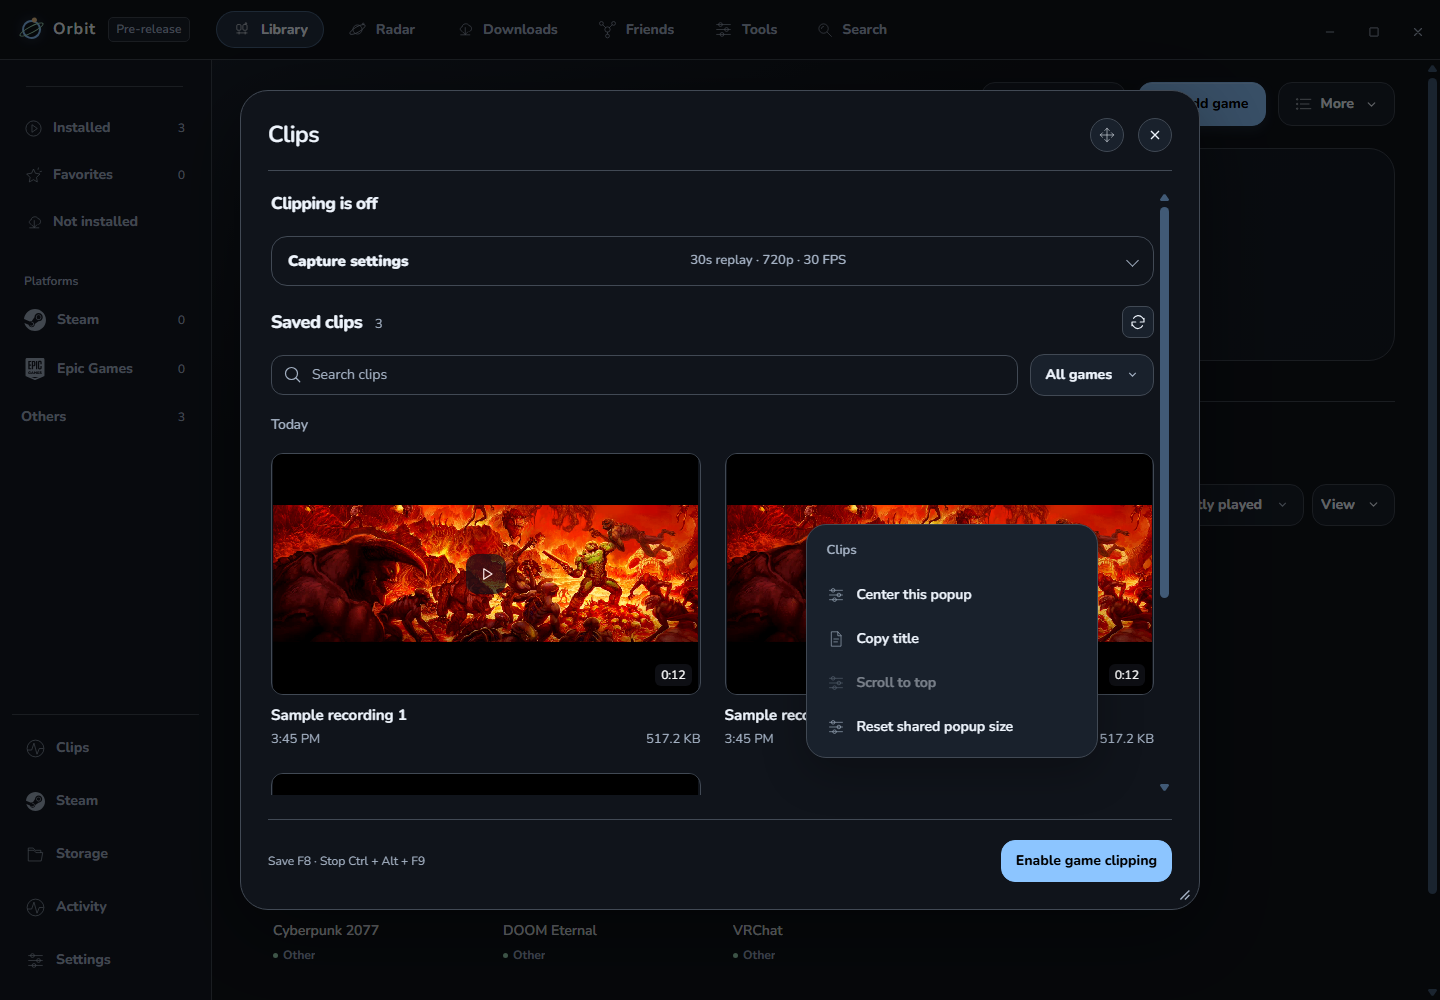 Orbit
Pre-release
Library
Radar
Downloads
Friends
Tools
Search
Installed 3
Favorites 0
Not installed
Platforms
Steam 0
EPIC
Epic Games 0
Others 3
Clips
Steam
Storage
Activity
Settings
dd game
More
ly played
View
Clips
Clipping is off
Capture settings
30s replay · 720p · 30 FPS
Saved clips 3
Search clips
All games
Today
0:12
Sample recording 1
3:45 PM
517.2 KB
0:12
Sample reco
3:45 PM
517.2 KB
Clips
Center this popup
Copy title
Scroll to top
Reset shared popup size
Save F8 · Stop Ctrl + Alt + F9
Enable game clipping
Cyberpunk 2077
Other
DOOM Eternal
Other
VRChat
Other